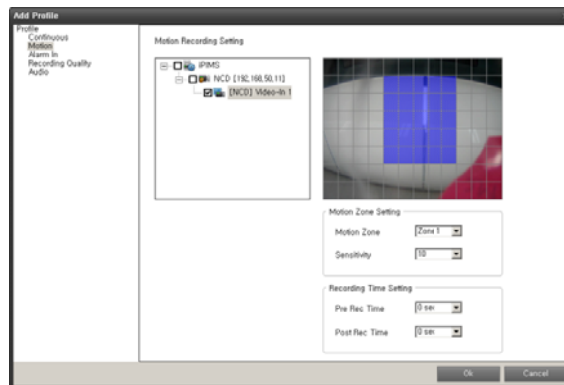 Add Profile
Profile
Continuous
Motion
Alarm In
Recording Quality
Audio
Motion Recording Setting
iPIMS
NCD [192,168,50,11]
[NCD] Video-In 1
Motion Zone Setting
Motion Zone
Zone 1
Sensitivity
10
Recording Time Setting
Pre Rec Time
0 sec
Post Rec Time
0 sec
Ok
Cancel